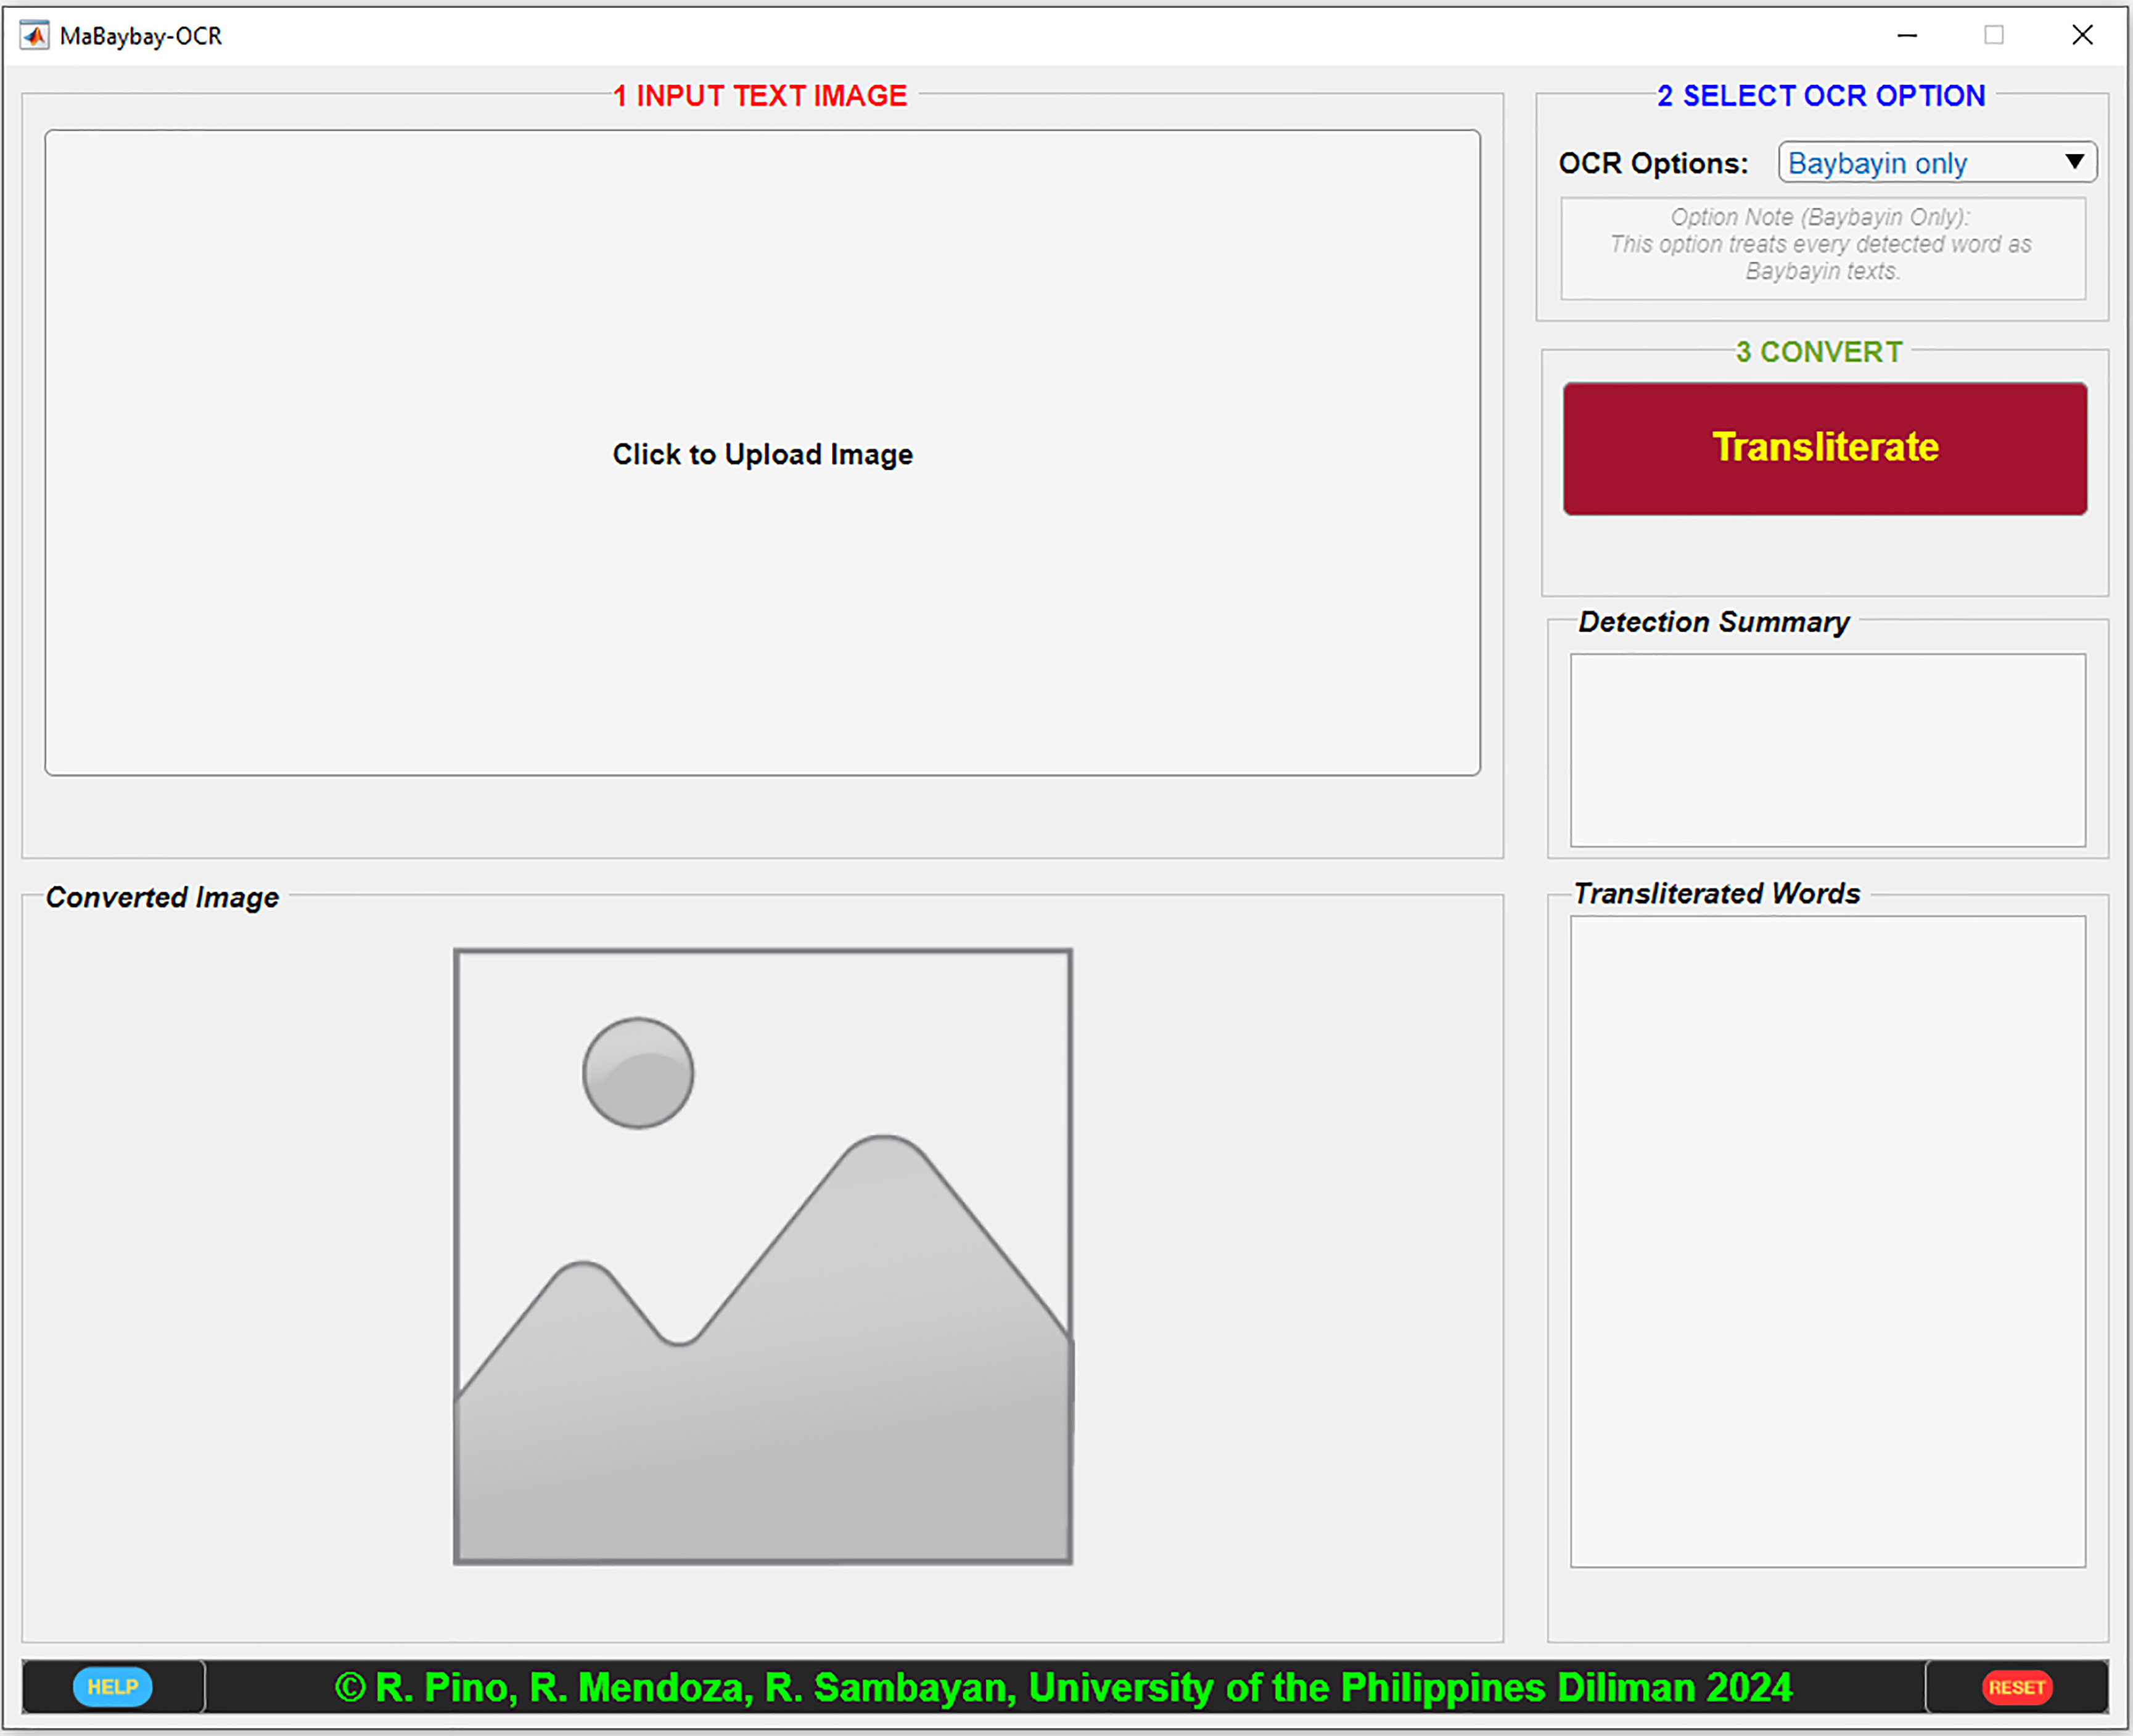 MaBaybay-OCR
1 INPUT TEXT IMAGE
Click to Upload Image
2 SELECT OCR OPTION
OCR Options: Baybayin only
Option Note (Baybayin Only):
This option treats every detected word as
Baybayin texts.
3 CONVERT
Transliterate
Detection Summary
Converted Image
Transliterated Words
HELP
© R. Pino, R. Mendoza, R. Sambayan, University of the Philippines Diliman 2024
RESET